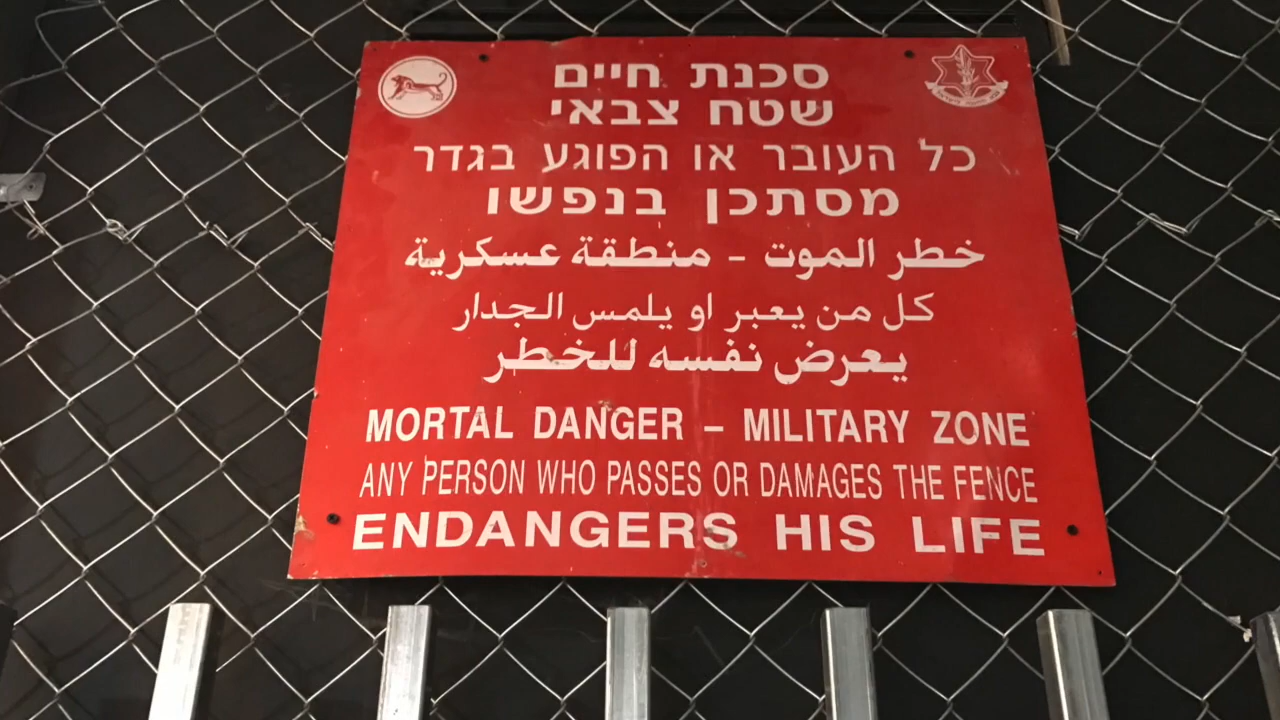 סכנת חיים
שטח צבאי
כל העובר או הפוגע בגדר
מסתכן בנפשו
خطر الموت - منطقة عسكرية
كل من يعبر او يلمس الجدار
يعرض نفسه للخطر
MORTAL DANGER – MILITARY ZONE
ANY PERSON WHO PASSES OR DAMAGES THE FENCE
ENDANGERS HIS LIFE